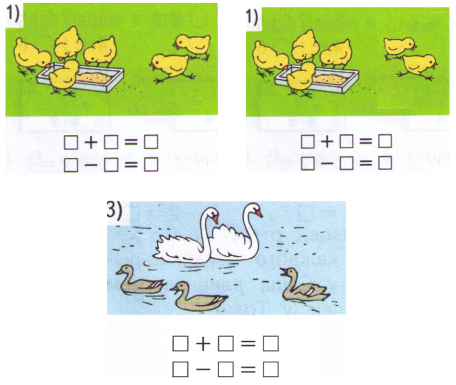 1)
□ + □ = □
□ − □ = □
1)
□ + □ = □
□ − □ = □
3)
□ + □ = □
□ − □ = □